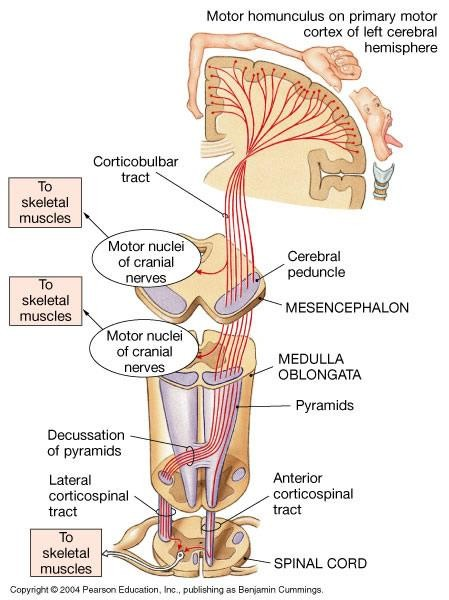 Motor homunculus on primary motor
cortex of left cerebral
hemisphere
Corticobulbar
tract
To
skeletal
muscles
Motor nuclei
of cranial
nerves
Cerebral
peduncle
MESENCEPHALON
To
skeletal
muscles
Motor nuclei
of cranial
nerves
MEDULLA
OBLONGATA
Pyramids
Decussation
of pyramids
Lateral
corticospinal
tract
Anterior
corticospinal
tract
To
skeletal
muscles
SPINAL CORD
Copyright © 2004 Pearson Education, Inc., publishing as Benjamin Cummings.